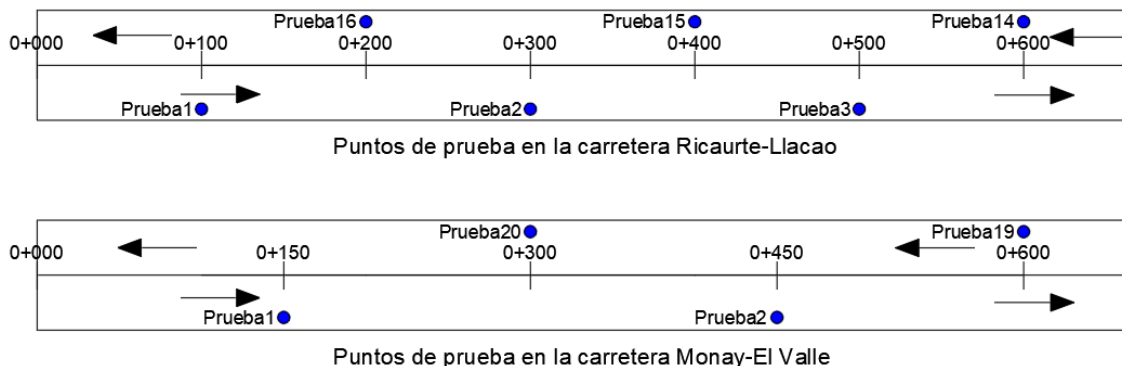 Prueba16 Prueba15 Prueba14
0+000 0+100 0+200 0+300 0+400 0+500 0+600
Prueba1 Prueba2 Prueba3
Puntos de prueba en la carretera Ricaurte-Llacao
Prueba20 Prueba19
0+000 0+150 0+300 0+450 0+600
Prueba1 Prueba2
Puntos de prueba en la carretera Monay-El Valle